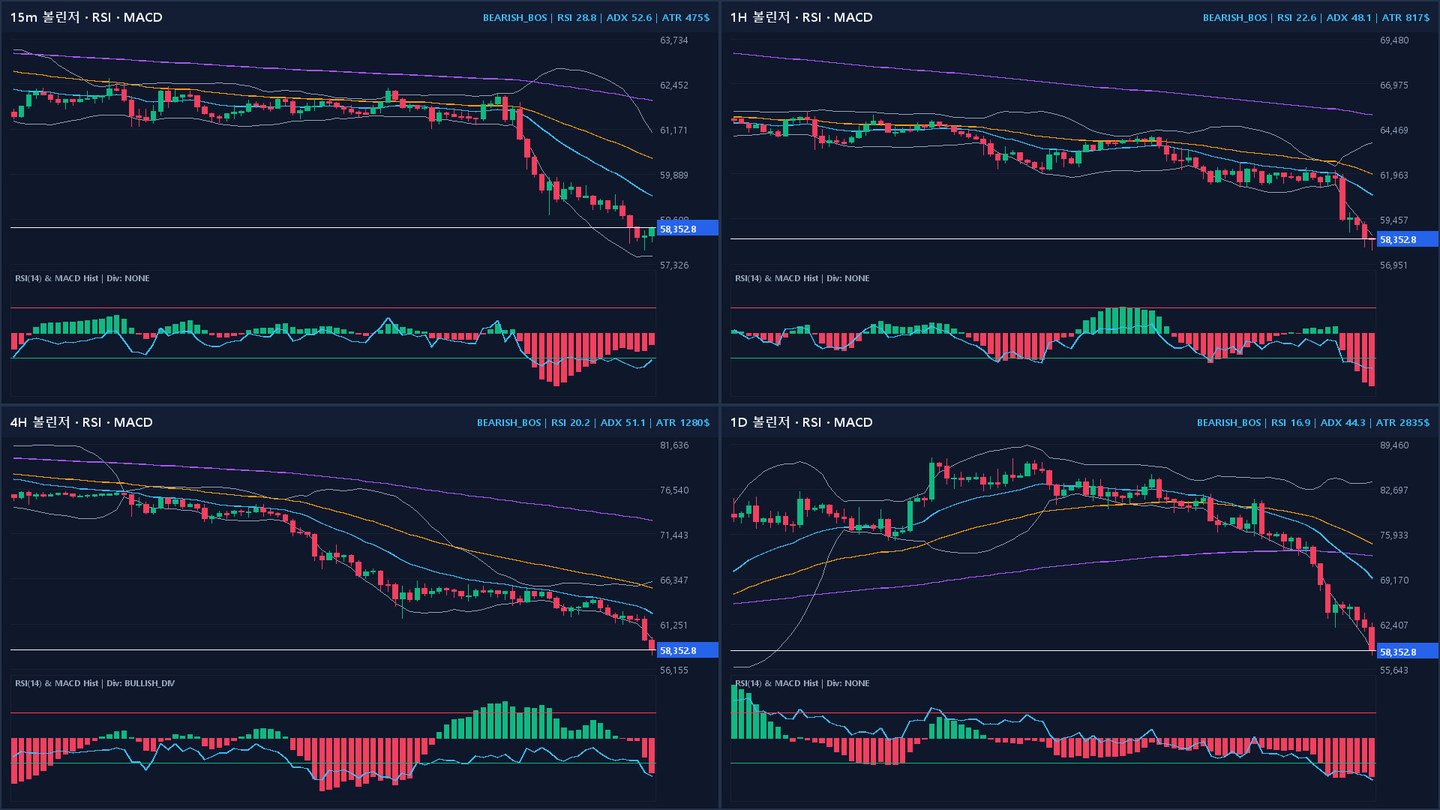 15m 볼린저 · RSI · MACD
BEARISH_BOS | RSI 28.8 | ADX 52.6 | ATR 475$
63,734
62,452
61,171
59,889
58,352.8
57,326
RSI(14) & MACD Hist | Div: NONE
1H 볼린저 · RSI · MACD
BEARISH_BOS | RSI 22.6 | ADX 48.1 | ATR 817$
69,480
66,975
64,469
61,963
59,457
58,352.8
56,951
RSI(14) & MACD Hist | Div: NONE
4H 볼린저 · RSI · MACD
BEARISH_BOS | RSI 20.2 | ADX 51.1 | ATR 1280$
81,636
76,540
71,443
66,347
61,251
58,352.8
56,155
RSI(14) & MACD Hist | Div: BULLISH_DIV
1D 볼린저 · RSI · MACD
BEARISH_BOS | RSI 16.9 | ADX 44.3 | ATR 2835$
89,460
82,697
75,933
69,170
62,407
58,352.8
55,643
RSI(14) & MACD Hist | Div: NONE